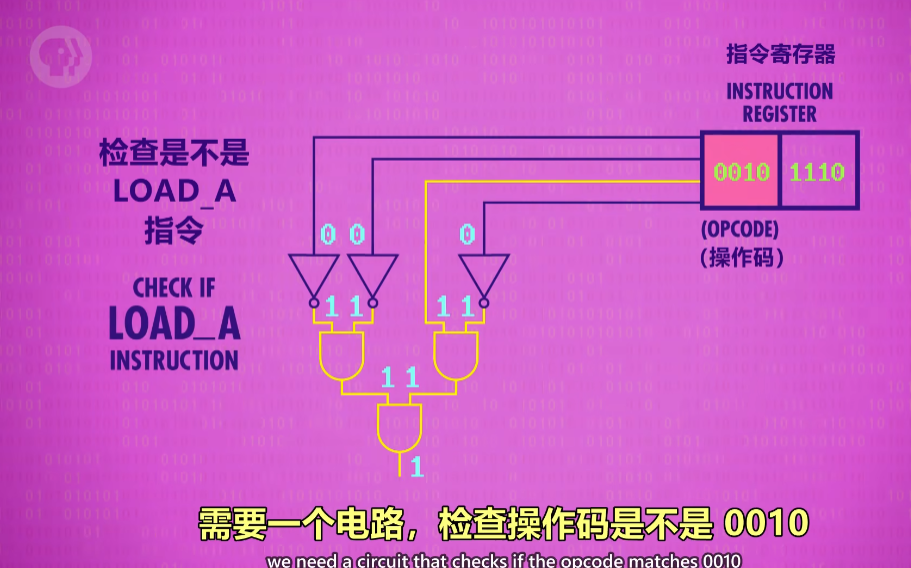 指令寄存器
INSTRUCTION
REGISTER
检查是不是
LOAD_A
指令
0010 1110
(OPCODE)
(操作码)
0 0 0
CHECK IF
LOAD_A
INSTRUCTION
1 1 1 1
1 1
1
需要一个电路，检查操作码是不是 0010
we need a circuit that checks if the opcode matches 0010